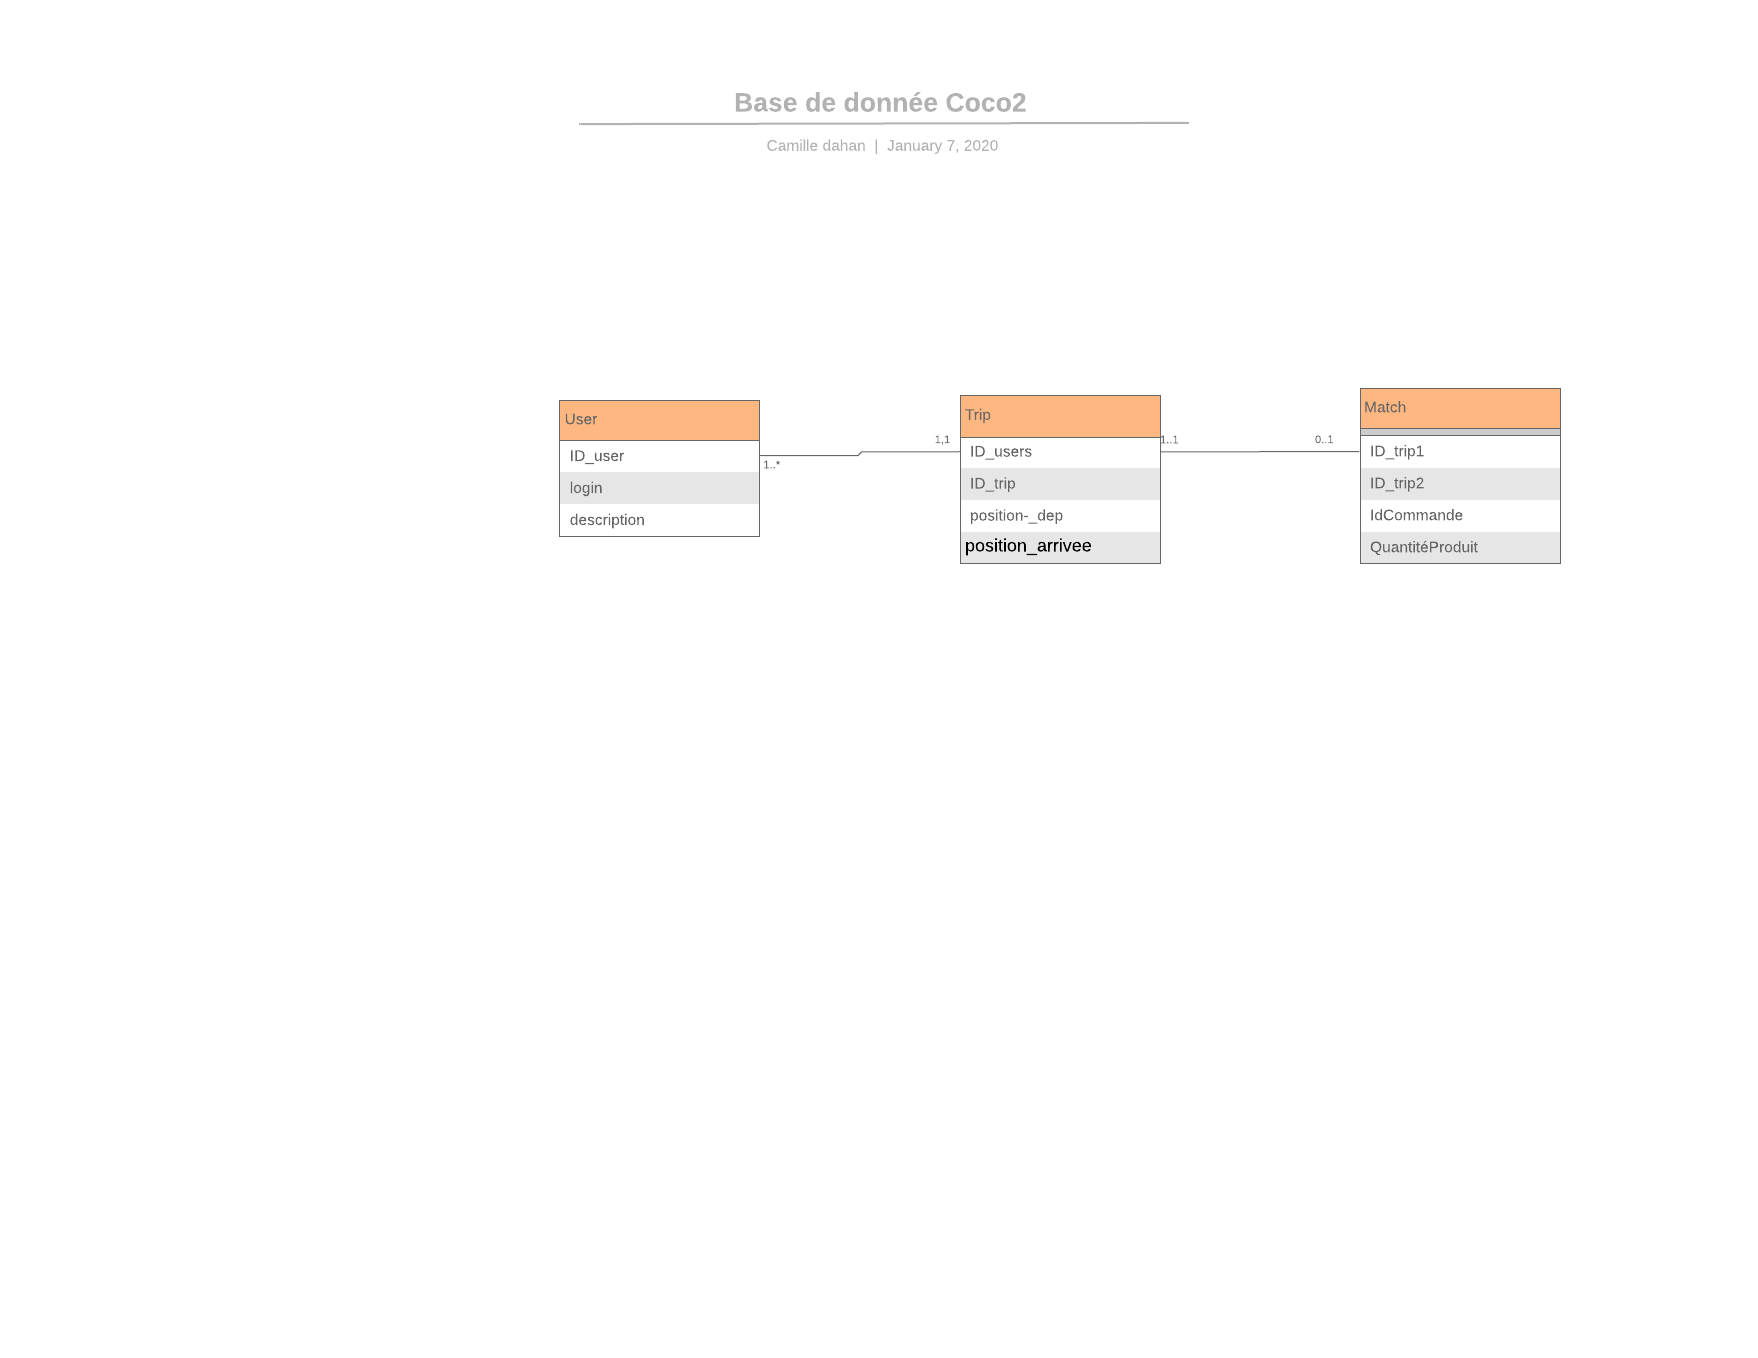 Base de donnée Coco2
Camille dahan | January 7, 2020
User
ID_user
login
description
1..*
1,1
Trip
ID_users
ID_trip
position-_dep
position_arrivee
1..1
0..1
Match
ID_trip1
ID_trip2
IdCommande
QuantitéProduit